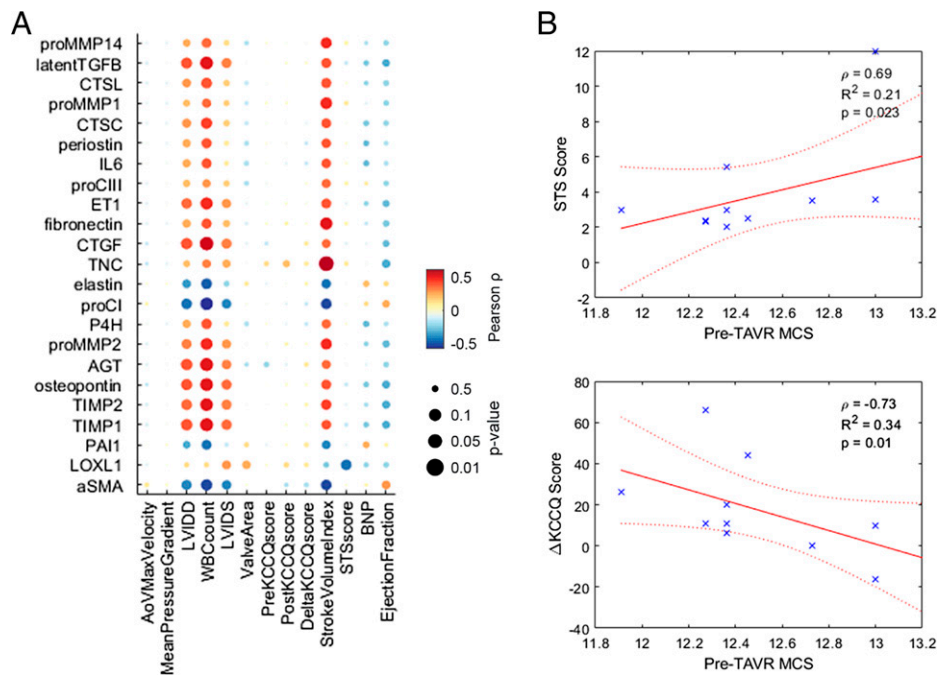 A
proMMP14
latentTGFB
CTSL
proMMP1
CTSC
periostin
IL6
proCIII
ET1
fibronectin
CTGF
TNC
elastin
proCI
P4H
proMMP2
AGT
osteopontin
TIMP2
TIMP1
PAI1
LOXL1
aSMA
AoVMaxVelocity
MeanPressureGradient
LVIDD
WBCcount
LVIDS
ValveArea
PreKCCQscore
PostKCCQscore
DeltaKCCQscore
StrokeVolumeIndex
STSscore
BNP
EjectionFraction
0.5
0
-0.5
Pearson ρ
0.5
0.1
0.05
0.01
p-value
B
12
10
8
6
4
2
0
-2
STS Score
ρ = 0.69
R² = 0.21
p = 0.023
11.8 12 12.2 12.4 12.6 12.8 13 13.2
Pre-TAVR MCS
80
60
40
20
0
-20
-40
ΔKCCQ Score
ρ = -0.73
R² = 0.34
p = 0.01
11.8 12 12.2 12.4 12.6 12.8 13 13.2
Pre-TAVR MCS